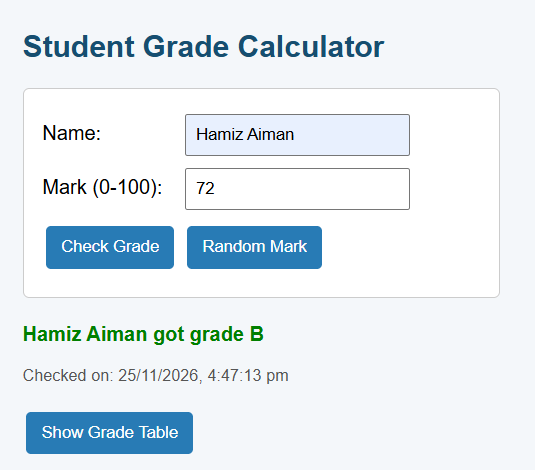 Student Grade Calculator
Name: Hamiz Aiman
Mark (0-100): 72
Check Grade Random Mark
Hamiz Aiman got grade B
Checked on: 25/11/2026, 4:47:13 pm
Show Grade Table